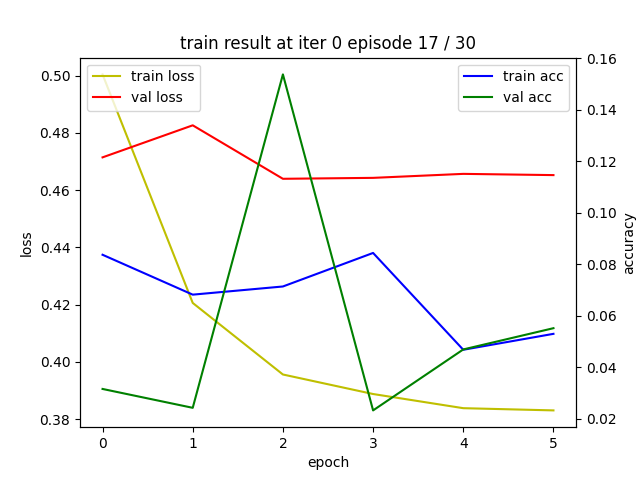 train result at iter 0 episode 17 / 30
train loss
val loss
train acc
val acc
0.50
0.48
0.46
0.44
0.42
0.40
0.38
loss
0.16
0.14
0.12
0.10
0.08
0.06
0.04
0.02
accuracy
0 1 2 3 4 5
epoch